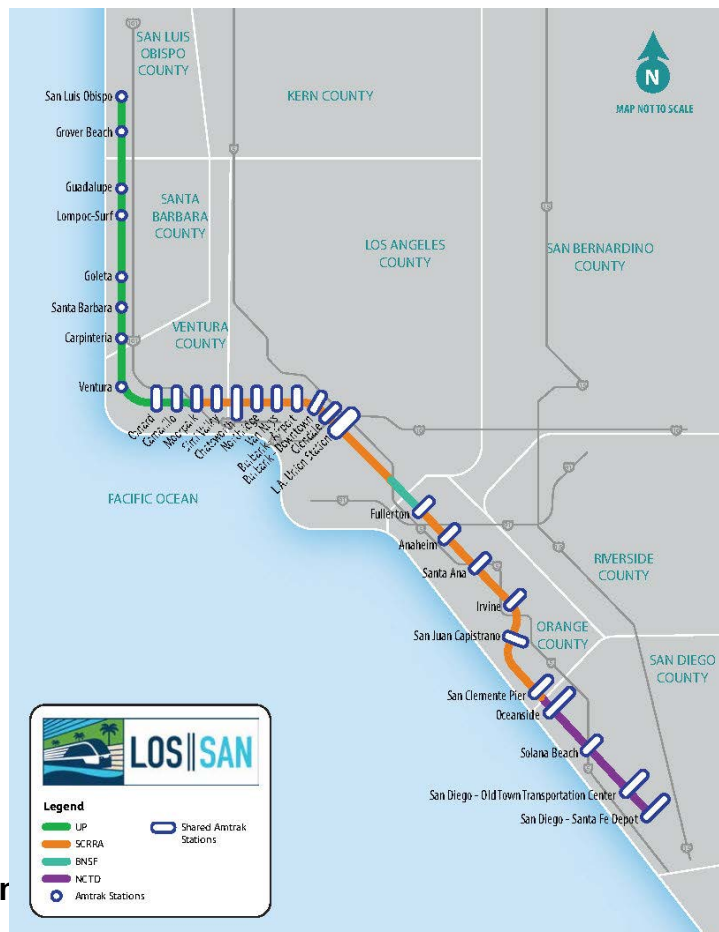 SAN LUIS
OBISPO
COUNTY
KERN COUNTY
N
MAP NOT TO SCALE
San Luis Obispo
Grover Beach
Guadalupe
Lompoc-Surf
SANTA
BARBARA
COUNTY
LOS ANGELES
COUNTY
SAN BERNARDINO
COUNTY
Goleta
Santa Barbara
Carpinteria
VENTURA
COUNTY
Ventura
Oxnard
Camarillo
Moorpark
Simi Valley
Chatsworth
Northridge
Van Nuys
Burbank Airport
Burbank Downtown
Glendale
L.A. Union Station
PACIFIC OCEAN
Fullerton
Anaheim
Santa Ana
Irvine
San Juan Capistrano
RIVERSIDE
COUNTY
ORANGE
COUNTY
SAN DIEGO
COUNTY
San Clemente Pier
Oceanside
Solana Beach
San Diego - Old Town Transportation Center
San Diego - Santa Fe Depot
LOS||SAN
Legend
UP
SCRRA
BNSF
NCTD
Amtrak Stations
Shared Amtrak
Stations